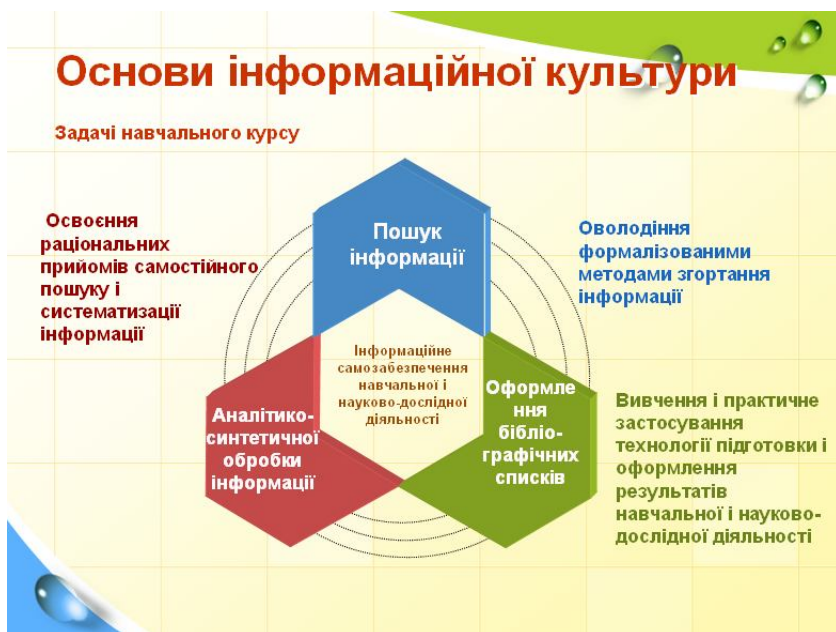 Основи інформаційної культури
Задачі навчального курсу
Освоєння
раціональних
прийомів самостійного
пошуку і
систематизації
інформації
Пошук
інформації
Оволодіння
формалізованими
методами згортання
інформації
Інформаційне
самозабезпечення
навчальної і
науково-дослідної
діяльності
Аналітико-
синтетичної
обробки
інформації
Оформле
ння
бібліо-
графічних
списків
Вивчення і практичне
застосування
технології підготовки і
оформлення
результатів
навчальної і науково-
дослідної діяльності